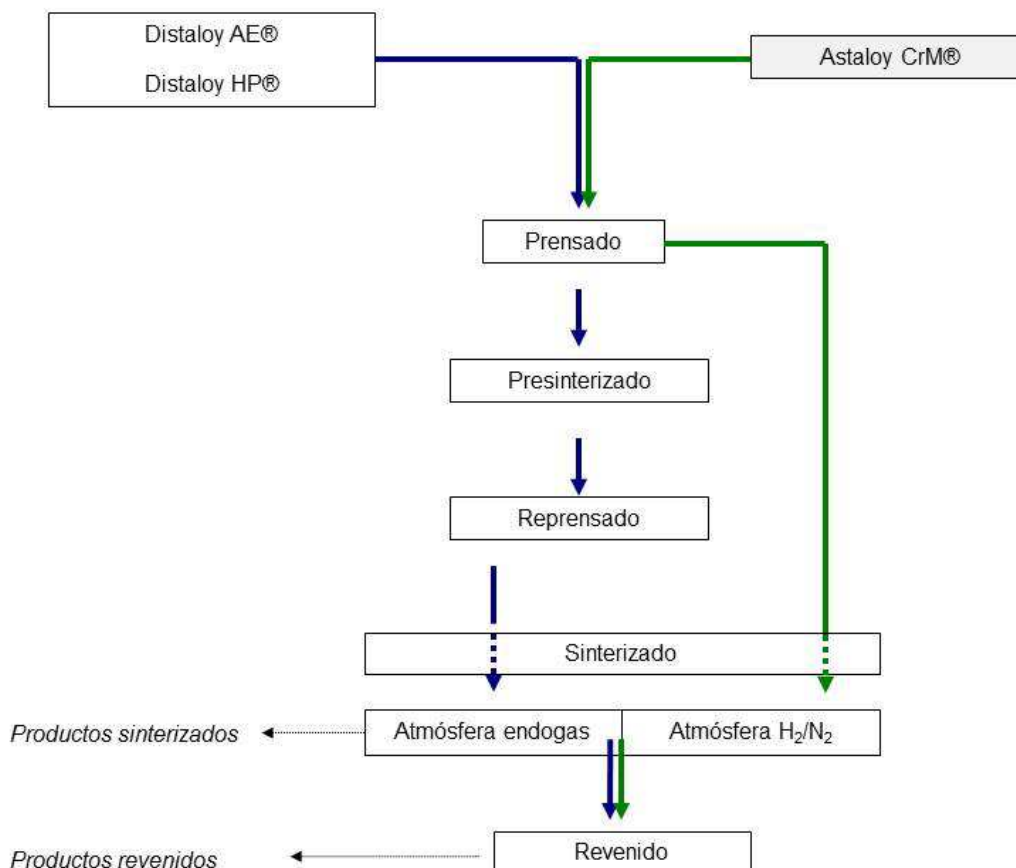 Distaloy AE®
Distaloy HP®
Astaloy CrM®
Prensado
Presinterizado
Reprensado
Sinterizado
Productos sinterizados
Atmósfera endogas
Atmósfera H₂/N₂
Productos revenidos
Revenido